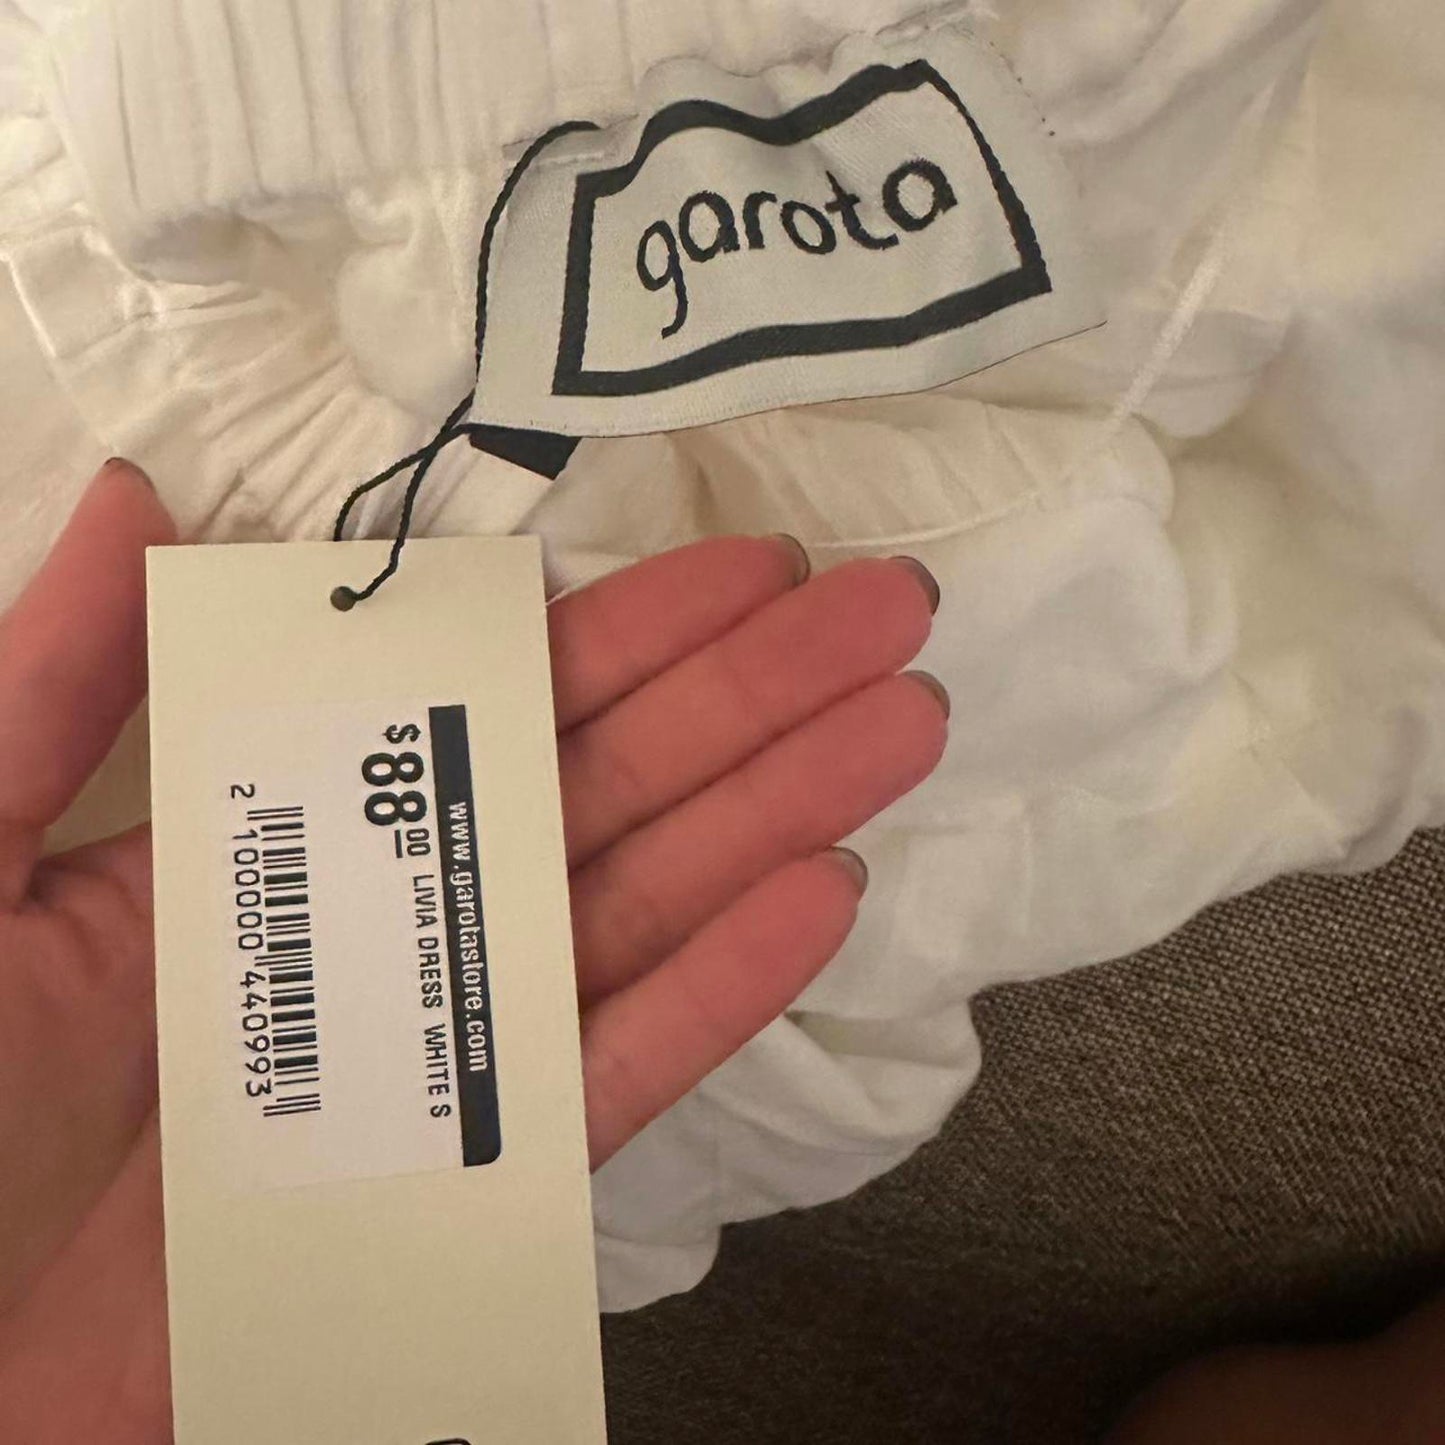 garota
www.garotastore.com
$88.00 LIVIA DRESS WHITE S
2 100000 440993